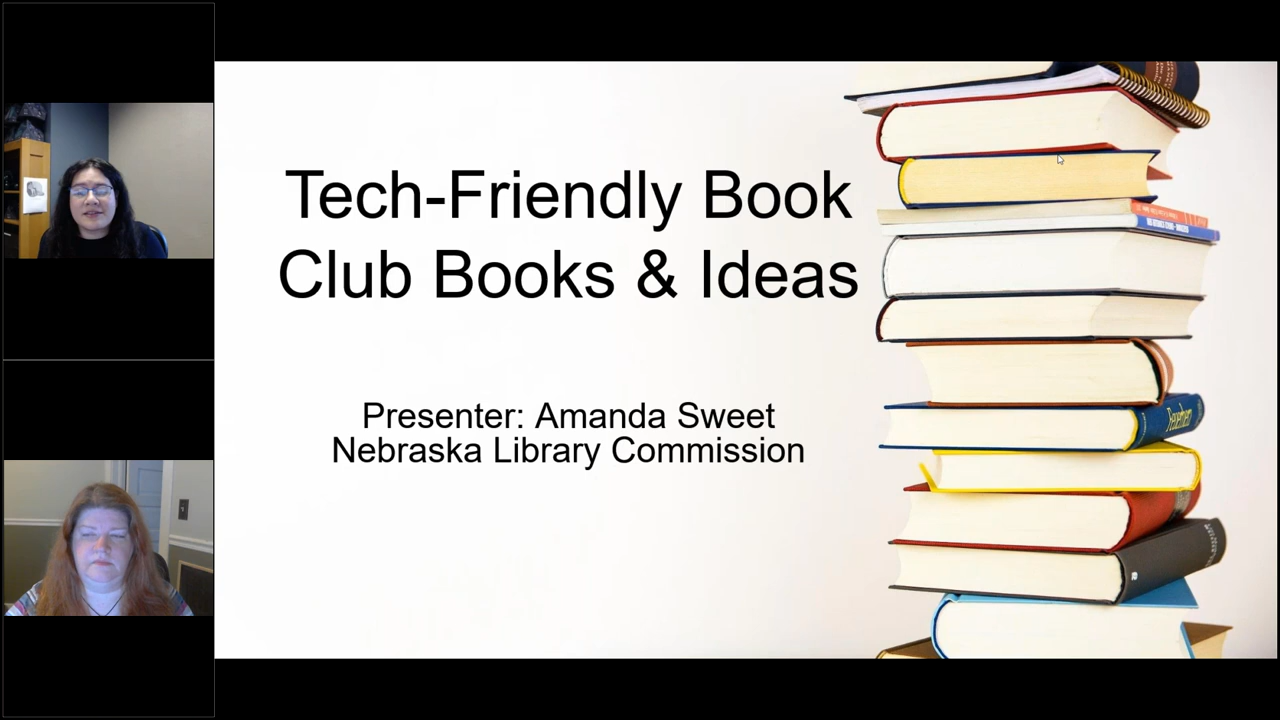 Tech-Friendly Book
Club Books & Ideas
Presenter: Amanda Sweet
Nebraska Library Commission